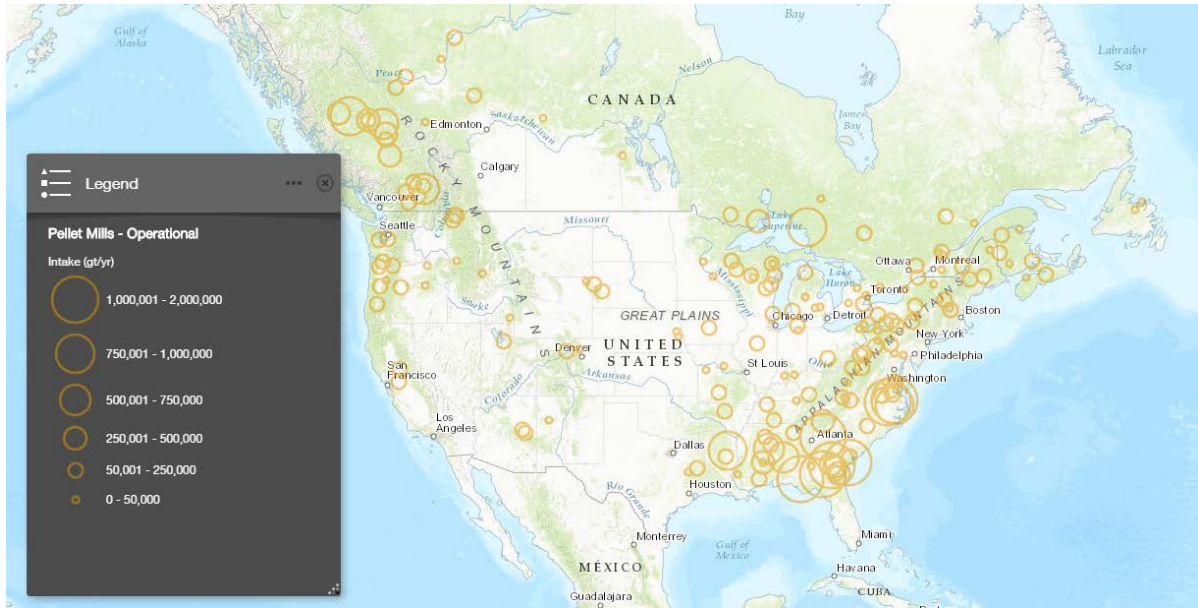 Gulf of
Alaska
Bay
Labrador
Sea
Peace
Nelson
CANADA
James
Bay
Edmonton
Saskatchewan
ROCKY MOUNTAINS
Calgary
Vancouver
Columbia
Seattle
Missouri
Lake
Superior
Ottawa
Montreal
Lake
Huron
Toronto
Mississippi
Snake
GREAT PLAINS
Chicago
Detroit
Boston
New York
Philadelphia
APPALACHIAN MOUNTAINS
Denver
UNITED
STATES
St Louis
Ohio
Washington
San
Francisco
Colorado
Arkansas
Los
Angeles
Atlanta
Dallas
Houston
Rio Grande
Monterrey
Gulf of
Mexico
Miami
MÉXICO
Havana
CUBA
Guadalajara
Legend
Pellet Mills - Operational
Intake (gt/yr)
1,000,001 - 2,000,000
750,001 - 1,000,000
500,001 - 750,000
250,001 - 500,000
50,001 - 250,000
0 - 50,000